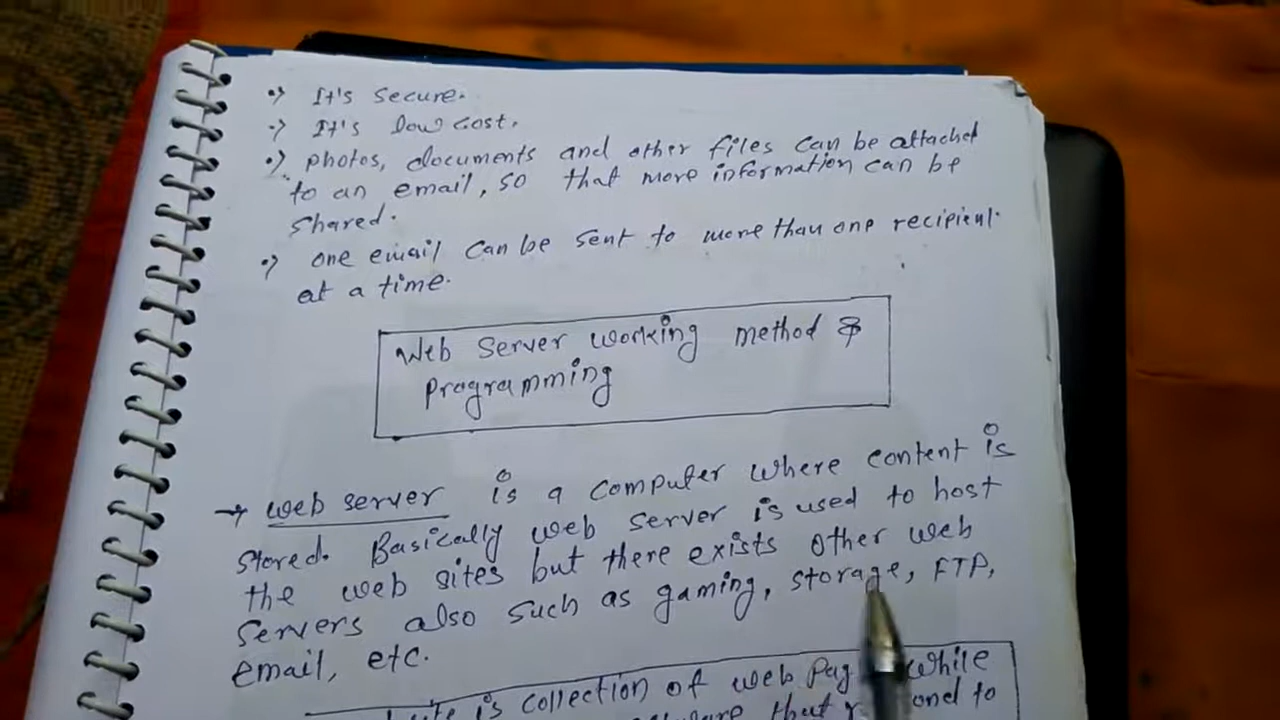 •) It's secure.
•) It's low cost.
•) photos, documents and other files can be attached
to an email, so that more information can be
shared.
•) one email can be sent to more than one recipient.
at a time.
Web server working method &
programming
→ web server is a computer where content is
stored. Basically web server is used to host
the web sites but there exists other web
servers also such as gaming, storage, FTP,
email, etc.
is collection of web while
that to